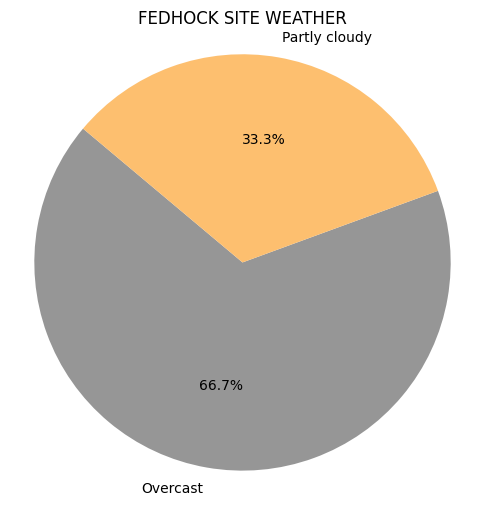 FEDHOCK SITE WEATHER
Partly cloudy
33.3%
66.7%
Overcast